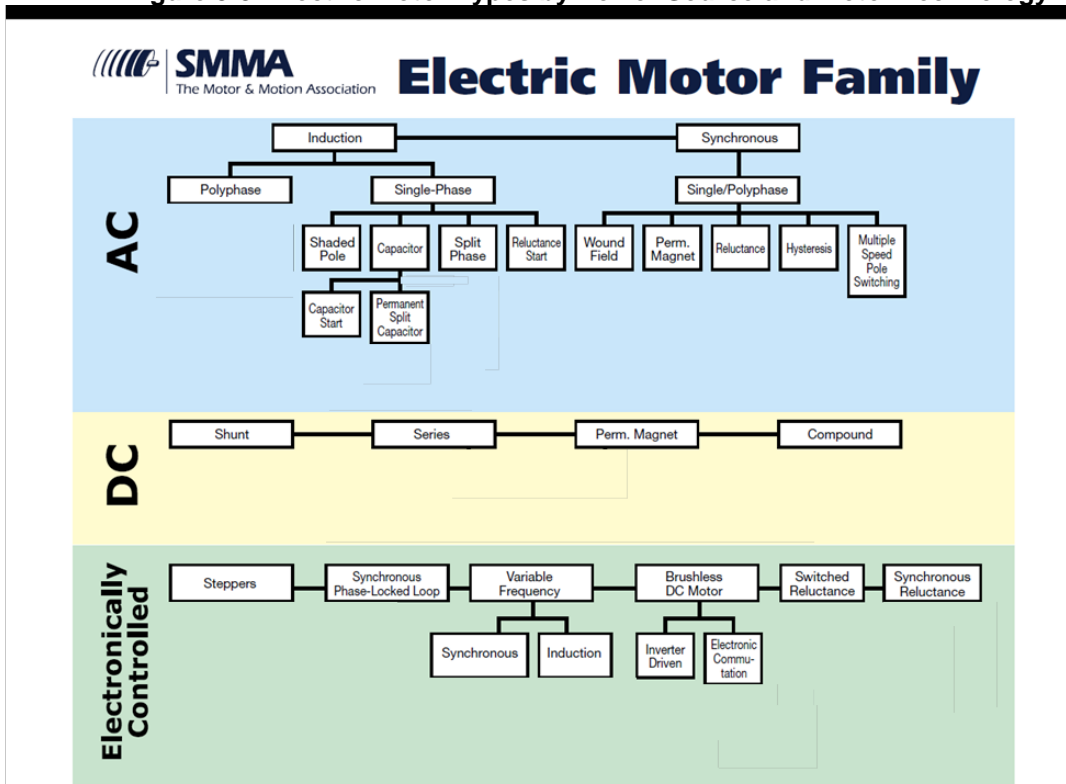 SMMA
The Motor & Motion Association
Electric Motor Family
AC
Induction
Synchronous
Polyphase
Single-Phase
Single/Polyphase
Shaded
Pole
Capacitor
Split
Phase
Reluctance
Start
Wound
Field
Perm.
Magnet
Reluctance
Hysteresis
Multiple
Speed
Pole
Switching
Capacitor
Start
Permanent
Split
Capacitor
DC
Shunt
Series
Perm. Magnet
Compound
Electronically
Controlled
Steppers
Synchronous
Phase-Locked Loop
Variable
Frequency
Brushless
DC Motor
Switched
Reluctance
Synchronous
Reluctance
Synchronous
Induction
Inverter
Driven
Electronic
Commu-
tation